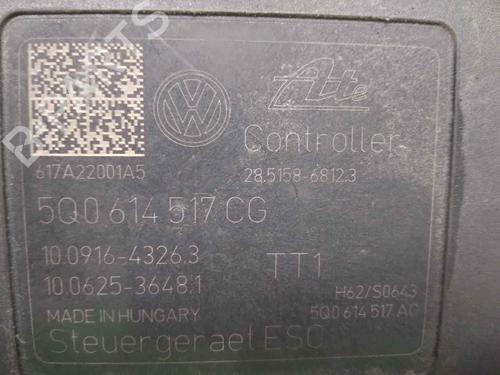 Ate
Controller
617A22001A5
28.5158-6812.3
5Q0 614 517 CG
10.0916-4326.3
10.0625-3648.1
TT1
H62/S0643
MADE IN HUNGARY
5Q0 614 517 AG
Steuergeraet ESC